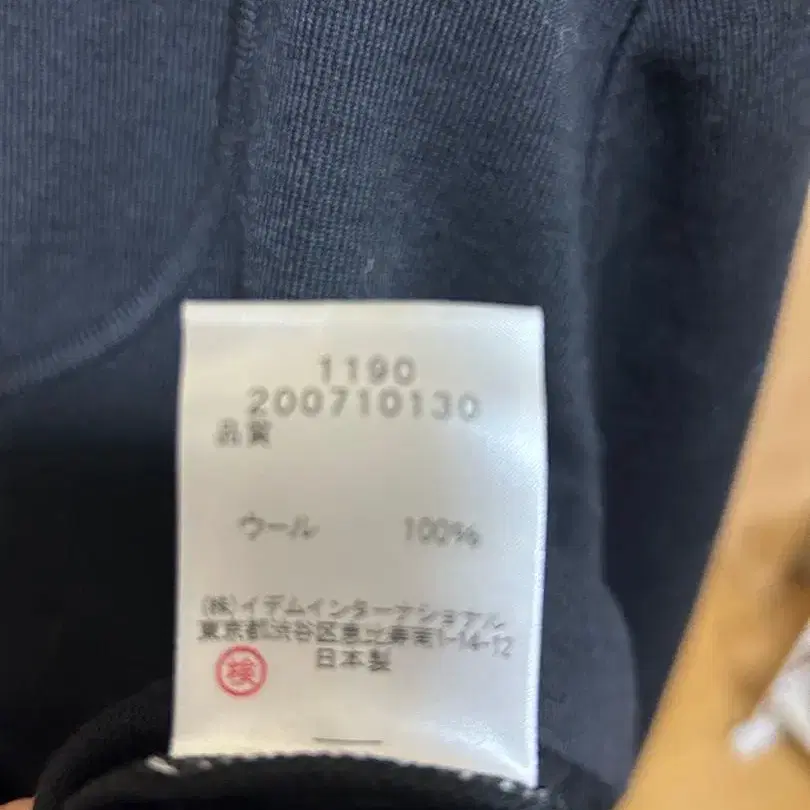 1190
200710130
品質
ウール 100%
(株)イデムインターナショナル
東京都渋谷区恵比寿南1-14-12
日本製
検